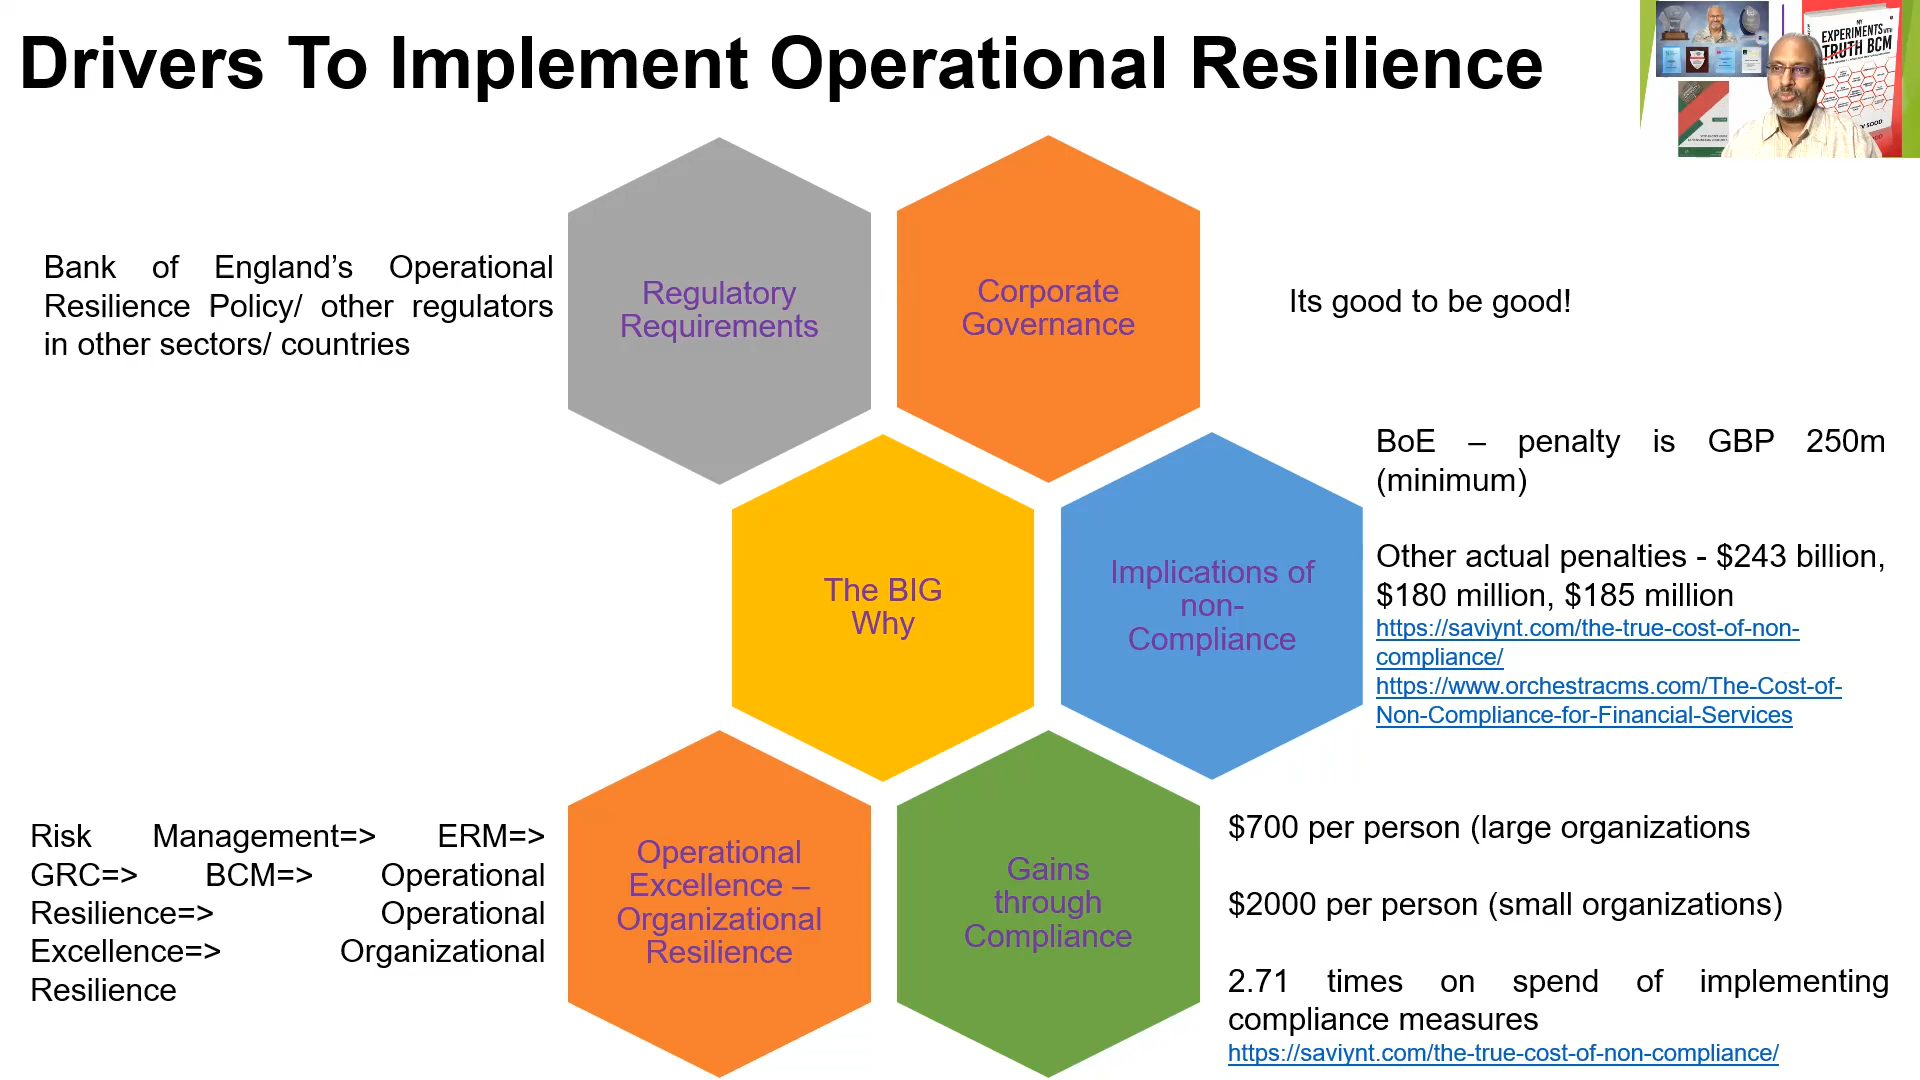 Drivers To Implement Operational Resilience
MY
EXPERIMENTS WITH
TRUTH BCM
SOOD
Bank of England’s Operational
Resilience Policy/ other regulators
in other sectors/ countries
Regulatory
Requirements
Corporate
Governance
Its good to be good!
The BIG
Why
Implications of
non-
Compliance
BoE – penalty is GBP 250m
(minimum)
Other actual penalties - $243 billion,
$180 million, $185 million
https://saviynt.com/the-true-cost-of-non-
compliance/
https://www.orchestracms.com/The-Cost-of-
Non-Compliance-for-Financial-Services
Risk Management=> ERM=>
GRC=> BCM=> Operational
Resilience=> Operational
Excellence=> Organizational
Resilience
Operational
Excellence –
Organizational
Resilience
Gains
through
Compliance
$700 per person (large organizations
$2000 per person (small organizations)
2.71 times on spend of implementing
compliance measures
https://saviynt.com/the-true-cost-of-non-compliance/